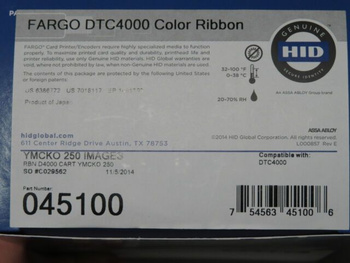 FARGO DTC4000 Color Ribbon
GENUINE
HID
FARGO® Card Printer/Encoders require highly specialized media to function
properly. To maximize printed card quality and durability, printhead life and
printer reliability, use only Genuine HID materials. HID Global warranties are
void, where not prohibited by law, when non-Genuine HID materials are used.
The contents of this package are protected by the following United States
or foreign patents:
Product of Japan
32-100°F
0-38°C
20-70% RH
An ASSA ABLOY Group brand
ASSA ABLOY
hidglobal.com
611 Center Ridge Drive Austin, TX 78753
©2014 HID Global Corporation. All rights reserved.
YMCKO 250 IMAGES
RBN D4000 CART YMCKO 250
SO #C029562
11.5.2014
Compatible with:
DTC4000
Part Number
045100
7 54563 45100 6